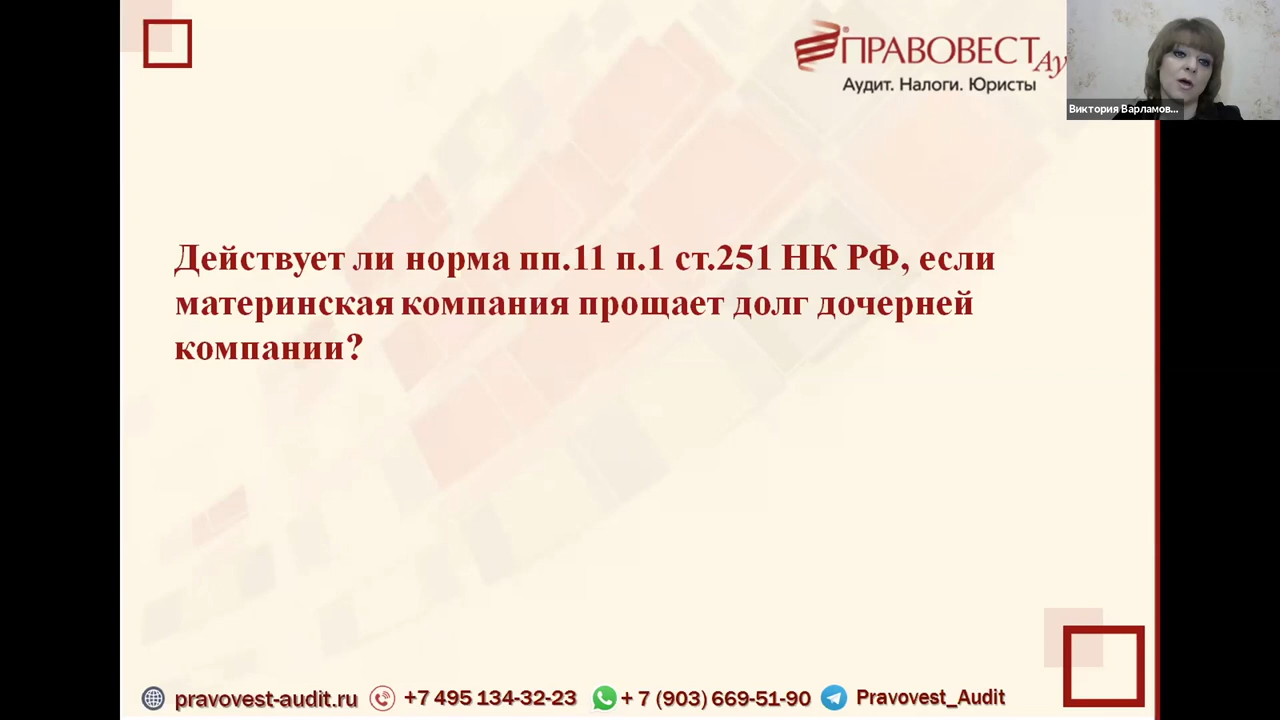 ПРАВОВЕСТ Ау
Аудит. Налоги. Юристы
Виктория Варламов...
Действует ли норма пп.11 п.1 ст.251 НК РФ, если
материнская компания прощает долг дочерней
компании?
pravovest-audit.ru +7 495 134-32-23 + 7 (903) 669-51-90 Pravovest_Audit